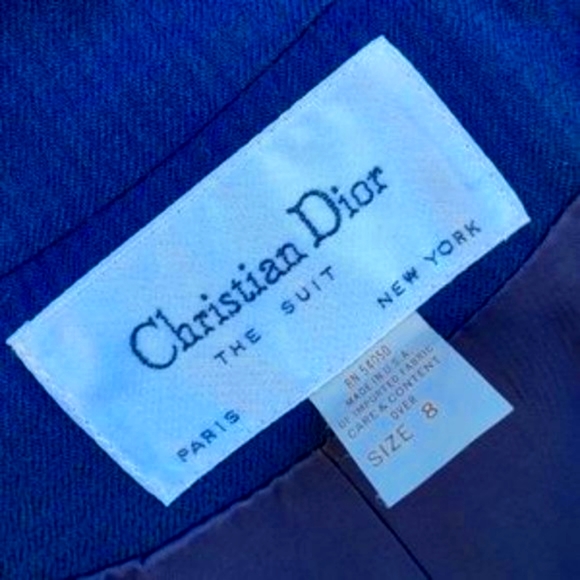 Christian Dior
THE SUIT
PARIS NEW YORK
RN 54050
MADE IN U.S.A.
OF IMPORTED FABRIC
CARE & CONTENT
OVER
SIZE 8